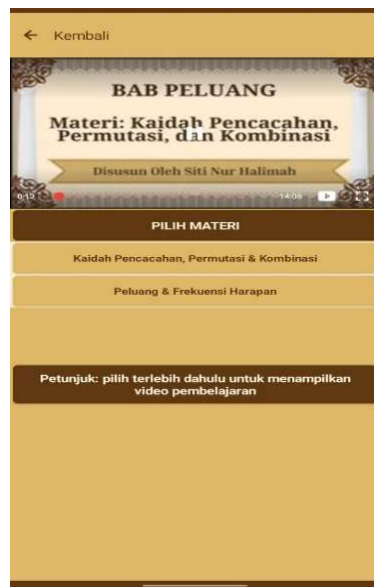 ← Kembali
BAB PELUANG
Materi: Kaidah Pencacahan,
Permutasi, dan Kombinasi
Disusun Oleh Siti Nur Halimah
0:12
14:06
PILIH MATERI
Kaidah Pencacahan, Permutasi & Kombinasi
Peluang & Frekuensi Harapan
Petunjuk: pilih terlebih dahulu untuk menampilkan
video pembelajaran